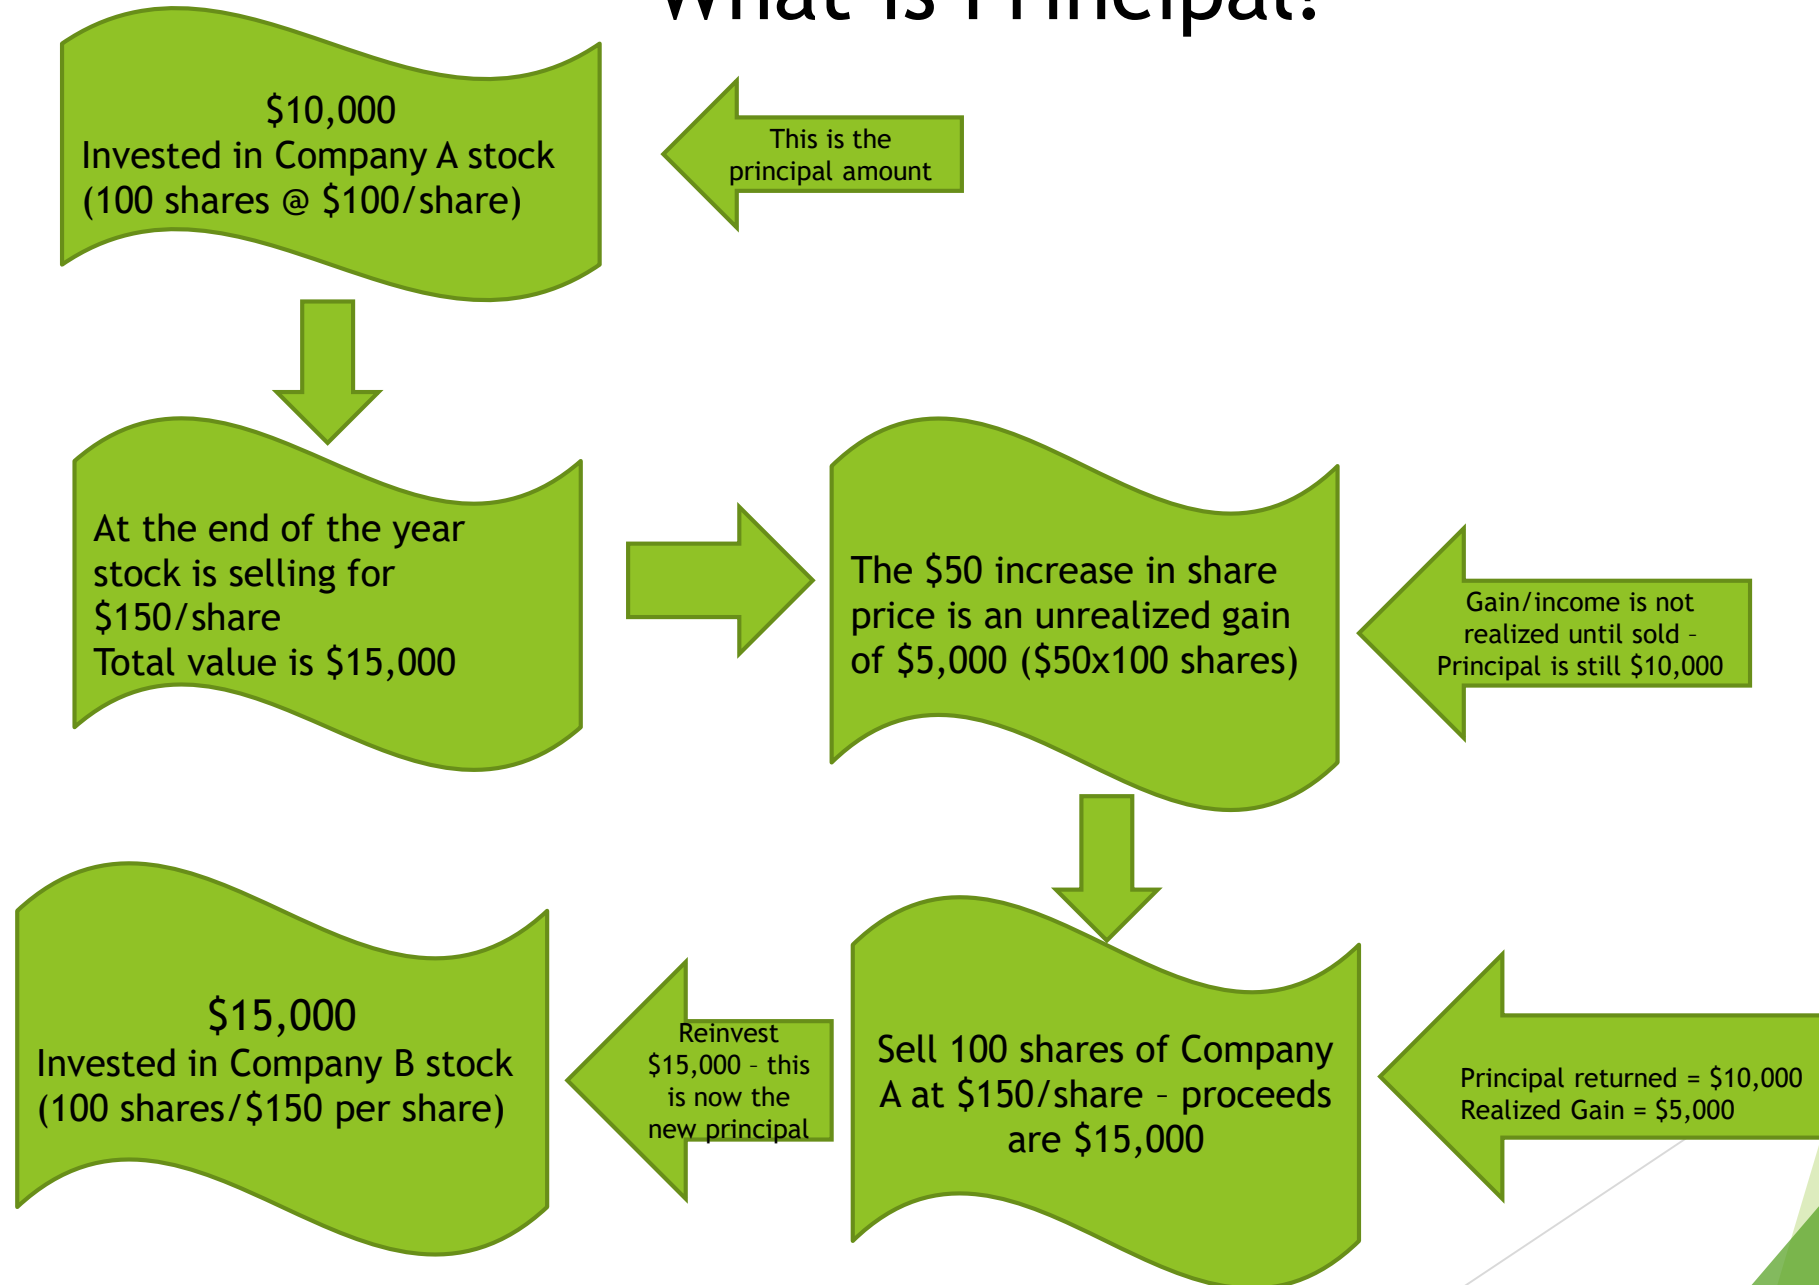 What is Principal?
$10,000
Invested in Company A stock
(100 shares @ $100/share)
This is the
principal amount
At the end of the year
stock is selling for
$150/share
Total value is $15,000
The $50 increase in share
price is an unrealized gain
of $5,000 ($50x100 shares)
Gain/income is not
realized until sold –
Principal is still $10,000
$15,000
Invested in Company B stock
(100 shares/$150 per share)
Reinvest
$15,000 – this
is now the
new principal
Sell 100 shares of Company
A at $150/share – proceeds
are $15,000
Principal returned = $10,000
Realized Gain = $5,000